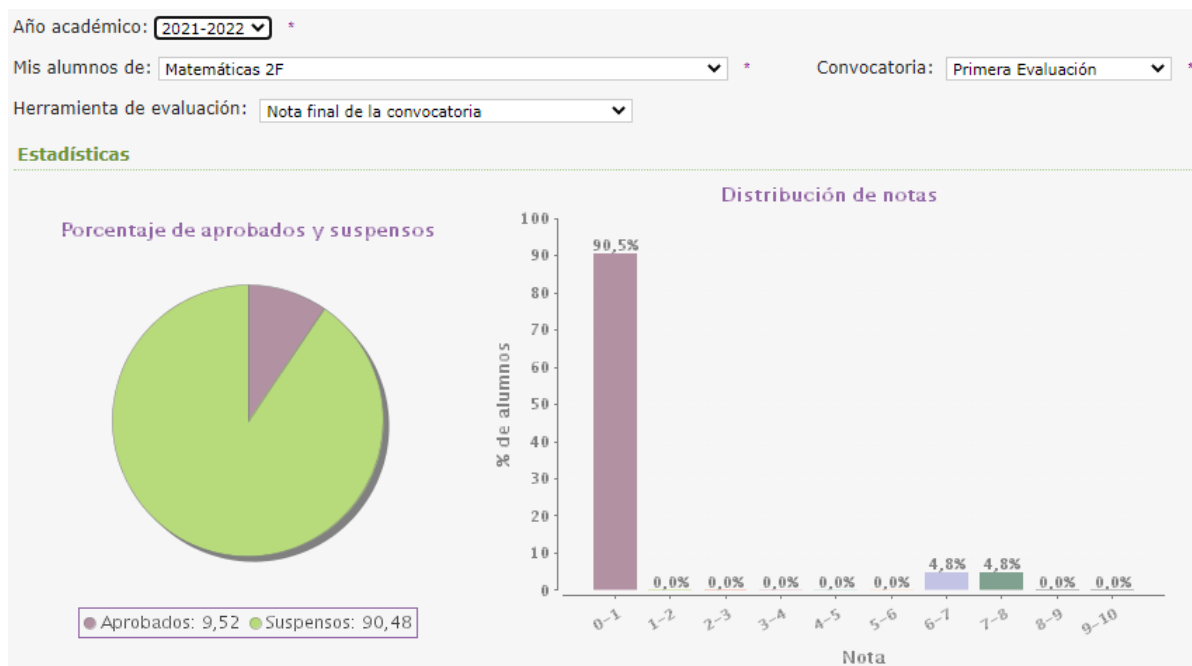 Año académico: 2021-2022 *
Mis alumnos de: Matemáticas 2F * Convocatoria: Primera Evaluación *
Herramienta de evaluación: Nota final de la convocatoria
Estadísticas
Porcentaje de aprobados y suspensos
Aprobados: 9,52 Suspensos: 90,48
Distribución de notas
% de alumnos
100
90
80
70
60
50
40
30
20
10
0
90,5% 0,0% 0,0% 0,0% 0,0% 0,0% 4,8% 4,8% 0,0% 0,0%
0-1 1-2 2-3 3-4 4-5 5-6 6-7 7-8 8-9 9-10
Nota